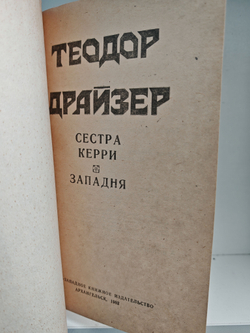 ТЕОДОР
ДРАЙЗЕР
СЕСТРА
КЕРРИ
ЗАПАДНЯ
КНИЖНОЕ ИЗДАТЕЛЬСТВО
АРХАНГЕЛЬСК,